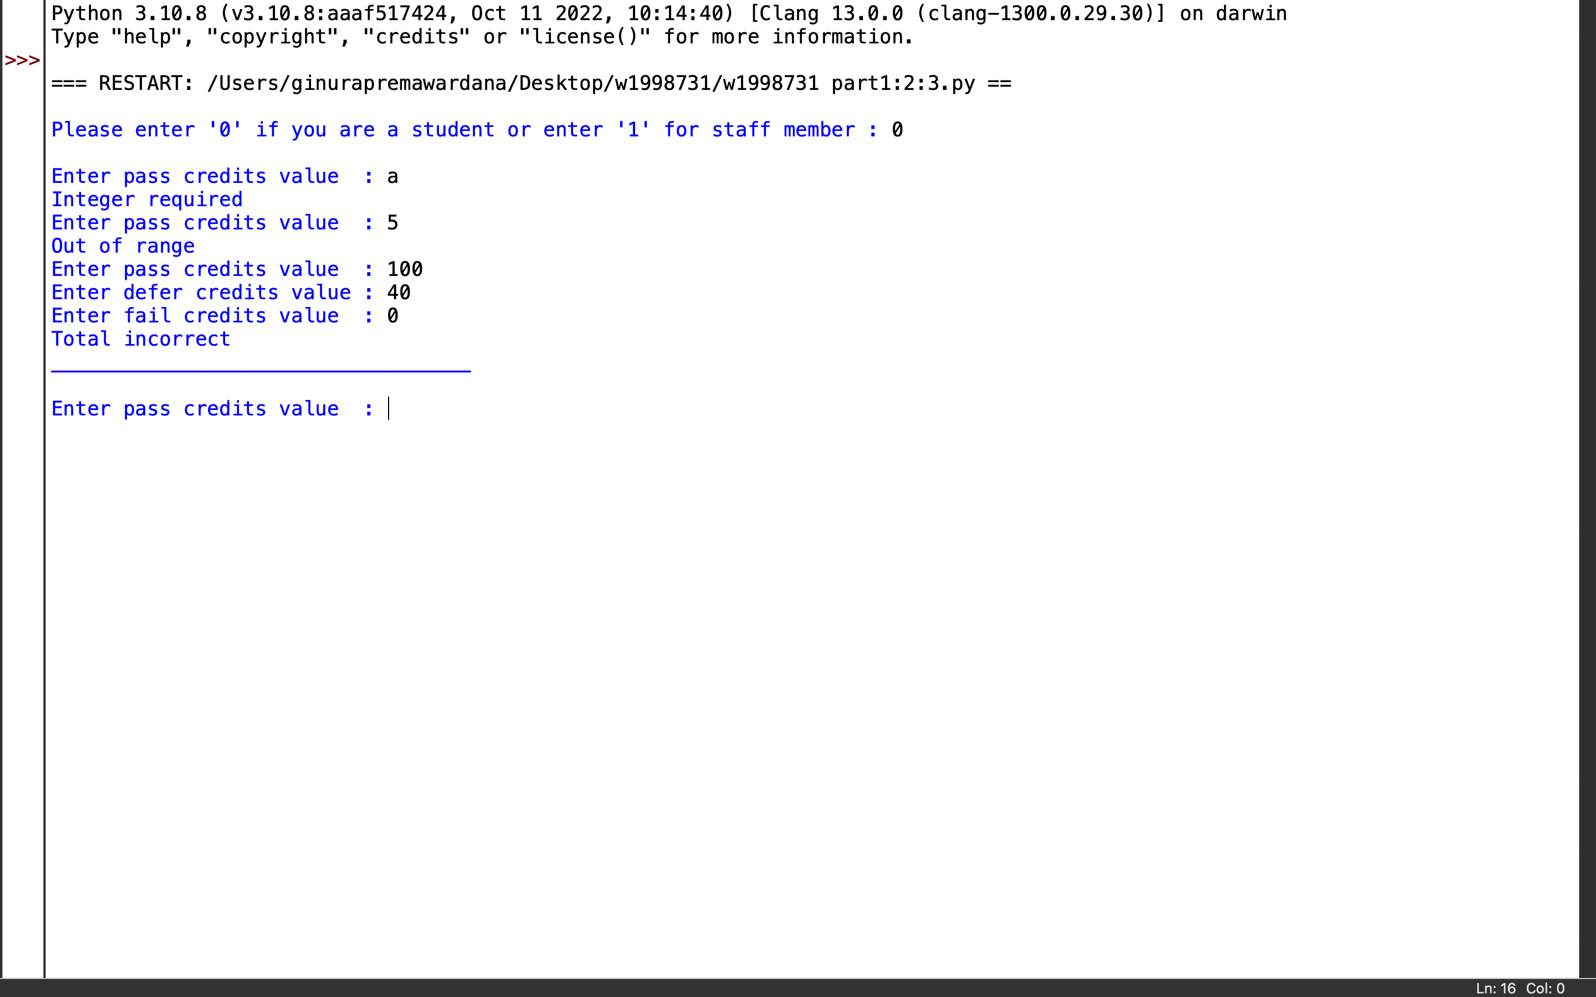 Python 3.10.8 (v3.10.8:aaaf517424, Oct 11 2022, 10:14:40) [Clang 13.0.0 (clang-1300.0.29.30)] on darwin
Type "help", "copyright", "credits" or "license()" for more information.
>>>
=== RESTART: /Users/ginurapremawardana/Desktop/w1998731/w1998731 part1:2:3.py ==
Please enter '0' if you are a student or enter '1' for staff member : 0
Enter pass credits value  : a
Integer required
Enter pass credits value  : 5
Out of range
Enter pass credits value  : 100
Enter defer credits value : 40
Enter fail credits value  : 0
Total incorrect
___________________________________
Enter pass credits value  :
Ln: 16 Col: 0